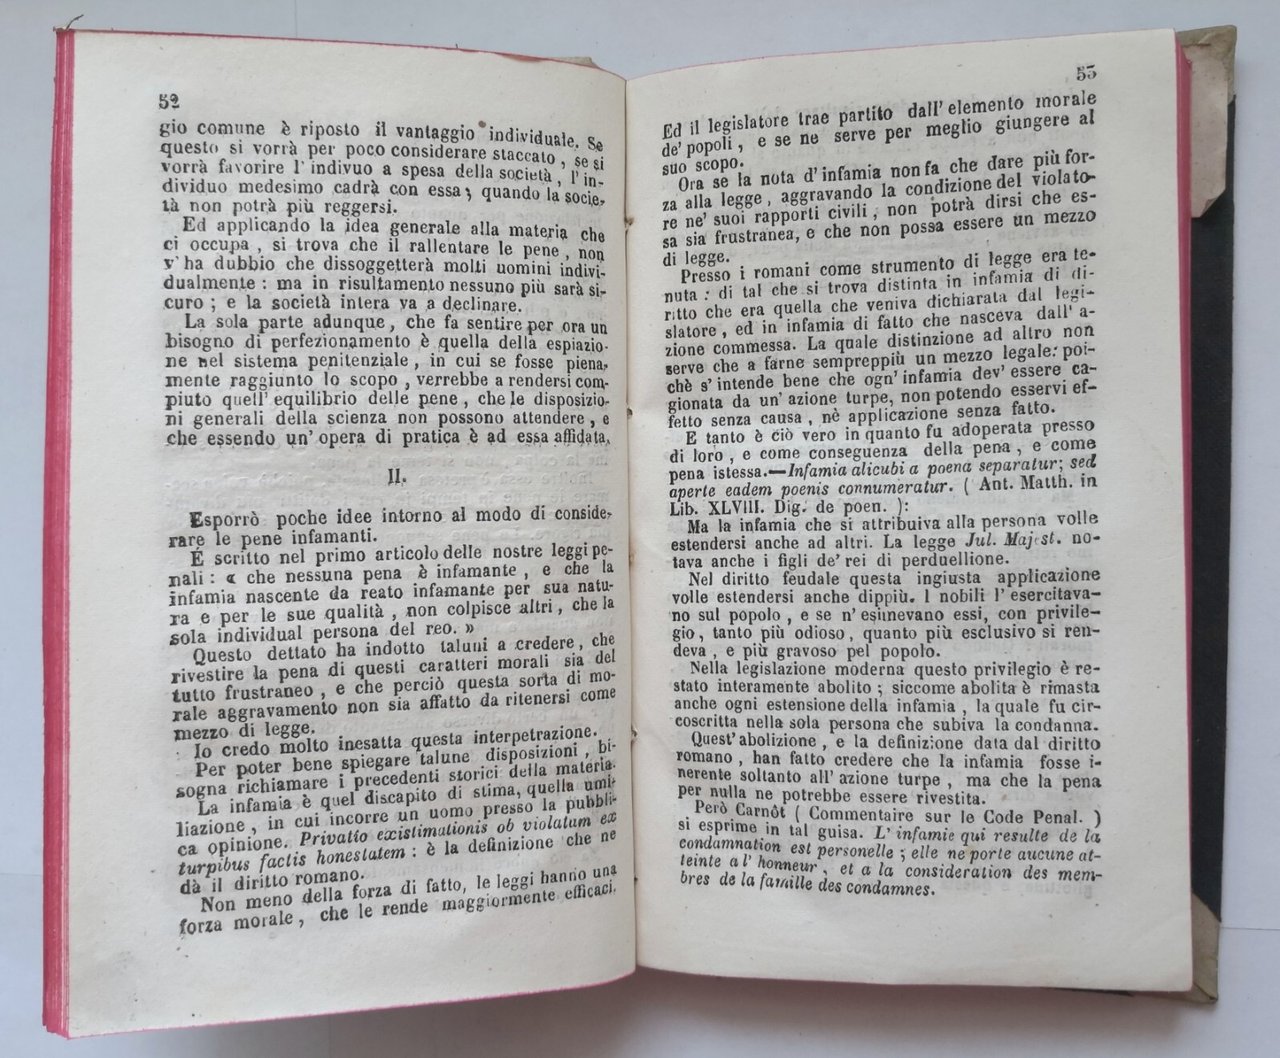 52
gio comune è riposto il vantaggio individuale. Se
questo si vorrà per poco considerare staccato , se si
vorrà favorire l' indivuo a spesa della società , l' in-
dividuo medesimo cadrà con essa ; quando la socie-
tà non potrà più reggersi.
Ed applicando la idea generale alla materia che
ci occupa , si trova che il rallentare le pene , non
v' ha dubbio che dissoggetterà molti uomini indivi-
dualmente : ma in risultamento nessuno più sarà si-
curo ; e la società intera va a declinare.
La sola parte adunque , che fa sentire per ora un
bisogno di perfezionamento è quella della espiazio-
ne nel sistema penitenziale , in cui se fosse piena-
mente raggiunto lo scopo , verrebbe a rendersi com-
piuto quell' equilibrio delle pene , che le disposizio-
ni generali della scienza non possono attendere , e
che essendo un' opera di pratica è ad essa affidata.
II.
Esporrò poche idee intorno al modo di conside-
rare le pene infamanti.
É scritto nel primo articolo delle nostre leggi pe-
nali : « che nessuna pena è infamante , e che la
infamia nascente da reato infamante per sua natu-
ra e per le sue qualità , non colpisce altri , che la
sola individual persona del reo. »
Questo dettato ha indotto taluni a credere , che
rivestire la pena di questi caratteri morali sia del
tutto frustraneo , e che perciò questa sorta di mo-
rale aggravamento non sia affatto da ritenersi come
mezzo di legge.
Io credo molto inesatta questa interpetrazione.
Per poter bene spiegare talune disposizioni , bi-
sogna richiamare i precedenti storici della materia.
La infamia è quel discapito di stima, quella umi-
liazione , in cui incorre un uomo presso la pubbli-
ca opinione. Privatio existimationis ob violatum ex
turpibus factis honestatem : è la definizione che ne
dà il diritto romano.
Non meno della forza di fatto, le leggi hanno una
forza morale , che le rende maggiormente efficaci.
53
Ed il legislatore trae partito dall' elemento morale
de' popoli , e se ne serve per meglio giungere al
suo scopo.
Ora se la nota d' infamia non fa che dare più for-
za alla legge , aggravando la condizione del violato-
re ne' suoi rapporti civili , non potrà dirsi che es-
sa sia frustranea, e che non possa essere un mezzo
di legge.
Presso i romani come strumento di legge era te-
nuta : di tal che si trova distinta in infamia di di-
ritto che era quella che veniva dichiarata dal legi-
slatore , ed in infamia di fatto che nasceva dall' a-
zione commessa. La quale distinzione ad altro non
serve che a farne sempreppiù un mezzo legale: poi-
chè s' intende bene che ogn' infamia dev' essere ca-
gionata da un' azione turpe, non potendo esservi ef-
fetto senza causa , nè applicazione senza fatto.
E tanto è ciò vero in quanto fu adoperata presso
di loro , e come conseguenza della pena , e come
pena istessa.—Infamia alicubi a poena separatur; sed
aperte eadem poenis connumeratur. ( Ant. Matth. in
Lib. XLVIII. Dig. de poen. ):
Ma la infamia che si attribuiva alla persona volle
estendersi anche ad altri. La legge Jul. Majest. no-
tava anche i figli de' rei di perduellione.
Nel diritto feudale questa ingiusta applicazione
volle estendersi anche dippiù. I nobili l' esercitava-
no sul popolo , e se n' esimevano essi, con privile-
gio , tanto più odioso, quanto più esclusivo si ren-
deva , e più gravoso pel popolo.
Nella legislazione moderna questo privilegio è re-
stato interamente abolito ; siccome abolita è rimasta
anche ogni estensione della infamia , la quale fu cir-
coscritta nella sola persona che subiva la condanna.
Quest' abolizione , e la definizione data dal diritto
romano , han fatto credere che la infamia fosse i-
nerente soltanto all' azione turpe , ma che la pena
per nulla ne potrebbe essere rivestita.
Però Carnôt ( Commentaire sur le Code Penal. )
si esprime in tal guisa. L' infamie qui resulte de la
condamnation est personelle ; elle ne porte aucune at-
teinte a l' honneur , et a la consideration des mem-
bres de la famille des condamnes.